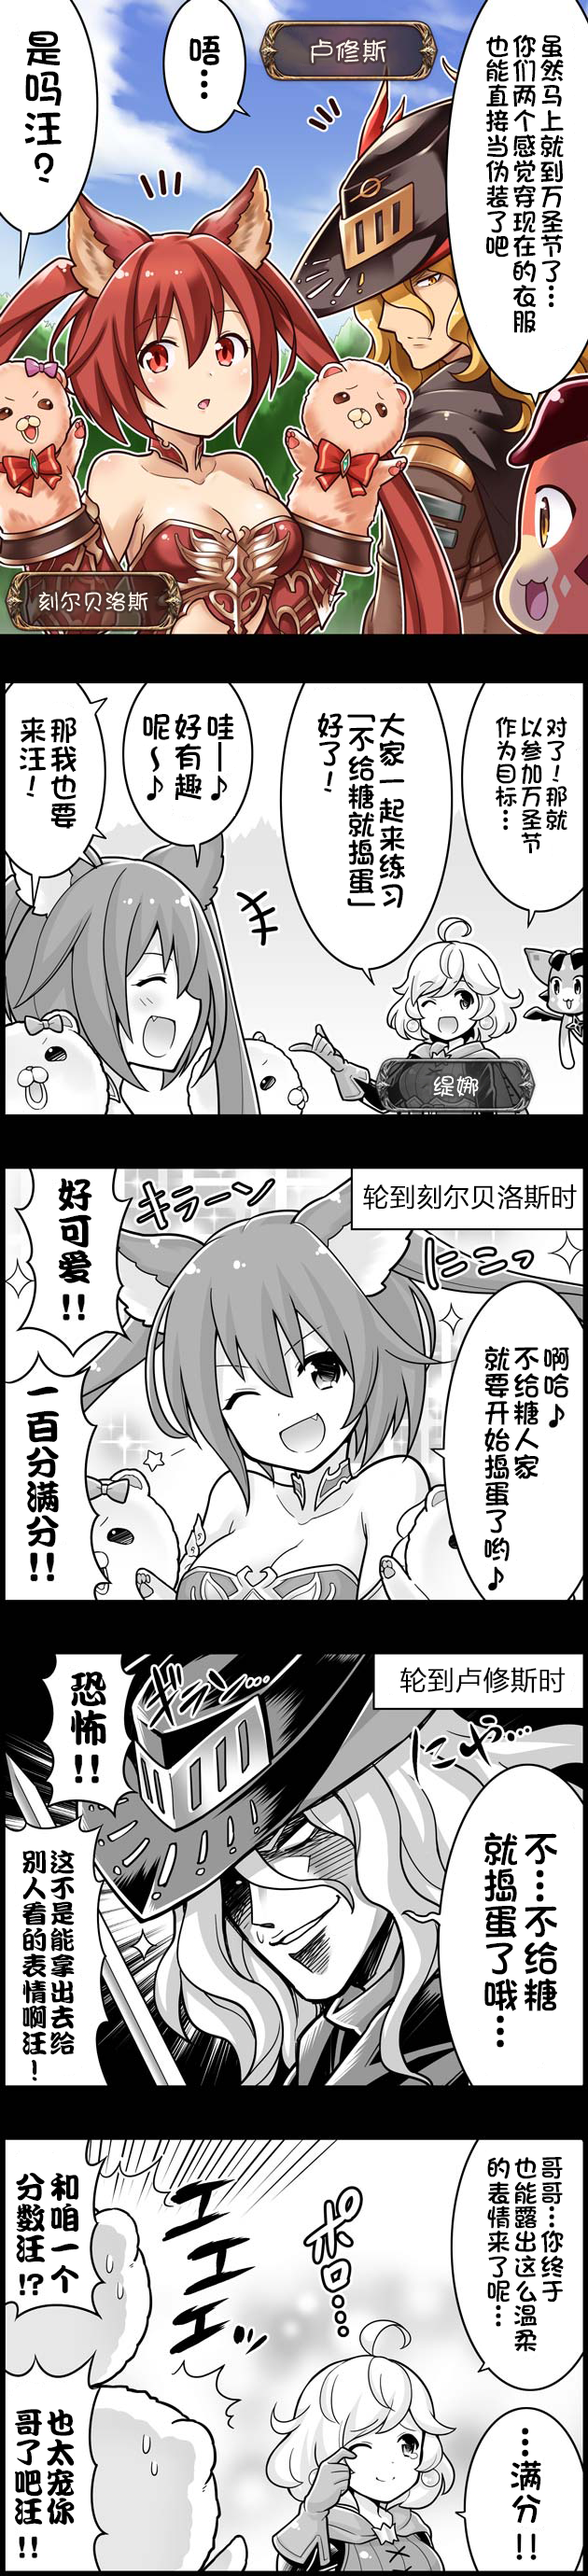 虽然马上就到万圣节了…
你们两个感觉穿现在的衣服
也能直接当伪装了吧
卢修斯
唔…
是吗汪？
刻尔贝洛斯
对了！那就
以参加万圣节
作为目标…
大家一起来练习
「不给糖就捣蛋」
好了！
哇—♪
好有趣
呢～♪
那我也要
来汪！
缇娜
轮到刻尔贝洛斯时
キラーン
ニコッ
啊哈♪
不给糖人家
就要开始捣蛋了哟♪
好可爱!!
一百分满分!!
轮到卢修斯时
ギラン…
にや…
不…不给糖
就捣蛋了哦…
恐怖!!
这不是能拿出去给
别人看的表情啊汪！
哥哥…你终于
也能露出这么温柔
的表情来了呢…
ポロ…
…满分!!
エエエッ
和咱一个
分数汪!?
也太宠你
哥了吧汪!!